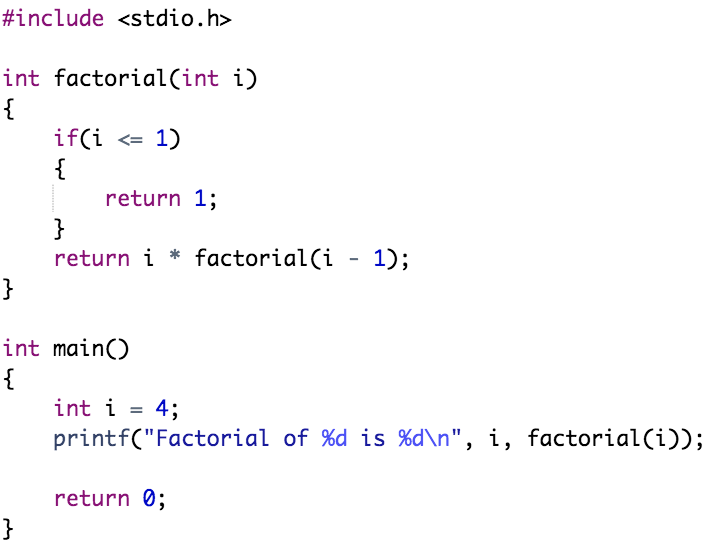 #include <stdio.h>

int factorial(int i)
{
    if(i <= 1)
    {
        return 1;
    }
    return i * factorial(i - 1);
}

int main()
{
    int i = 4;
    printf("Factorial of %d is %d\n", i, factorial(i));

    return 0;
}